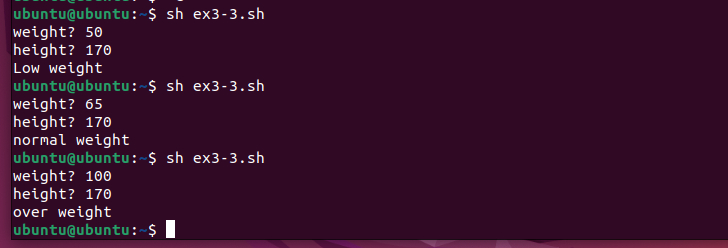 ubuntu@ubuntu:~$ sh ex3-3.sh
weight? 50
height? 170
Low weight
ubuntu@ubuntu:~$ sh ex3-3.sh
weight? 65
height? 170
normal weight
ubuntu@ubuntu:~$ sh ex3-3.sh
weight? 100
height? 170
over weight
ubuntu@ubuntu:~$